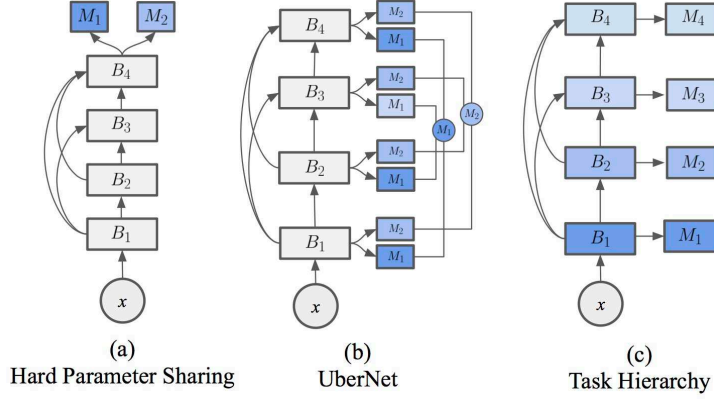 M₁ M₂
B₄
B₃
B₂
B₁
x
(a)
Hard Parameter Sharing
B₄ M₂
M₁
B₃ M₂
M₁
M₁ M₂
B₂ M₂
M₁
B₁ M₂
M₁
x
(b)
UberNet
B₄ M₄
B₃ M₃
B₂ M₂
B₁ M₁
x
(c)
Task Hierarchy